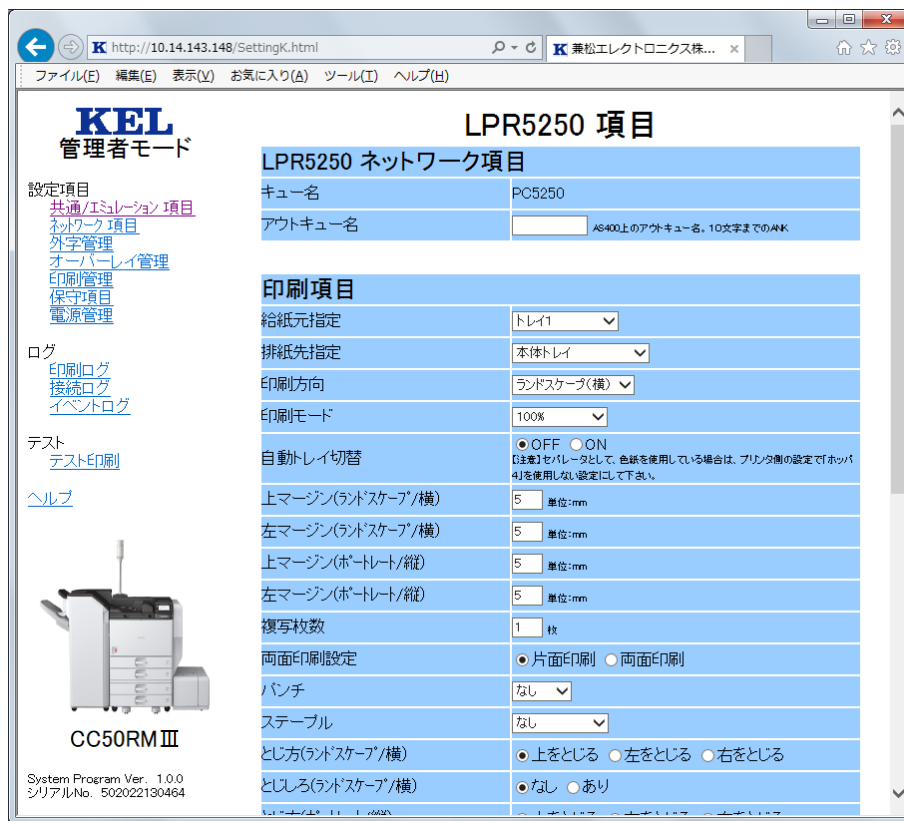 http://10.14.143.148/SettingK.html
兼松エレクトロニクス株...
ファイル(F) 編集(E) 表示(V) お気に入り(A) ツール(T) ヘルプ(H)
KEL
管理者モード
設定項目
共通/エミュレーション 項目
ネットワーク 項目
外字管理
オーバーレイ管理
印刷管理
保守項目
電源管理
ログ
印刷ログ
接続ログ
イベントログ
テスト
テスト印刷
ヘルプ
CC50RMⅢ
System Program Ver. 1.0.0
シリアルNo. 502022130464
LPR5250 項目
LPR5250 ネットワーク項目
キュー名 PC5250
アウトキュー名 AS400上のアウトキュー名。10文字までのANK
印刷項目
給紙元指定 トレイ1
排紙先指定 本体トレイ
印刷方向 ランドスケープ(横)
印刷モード 100%
自動トレイ切替 OFF ON
【注意】セパレータとして、色紙を使用している場合は、プリンタ側の設定で「ホッパ
4」を使用しない設定にして下さい。
上マージン(ランドスケープ/横) 5 単位:mm
左マージン(ランドスケープ/横) 5 単位:mm
上マージン(ポートレート/縦) 5 単位:mm
左マージン(ポートレート/縦) 5 単位:mm
複写枚数 1 枚
両面印刷設定 片面印刷 両面印刷
パンチ なし
ステープル なし
とじ方(ランドスケープ/横) 上をとじる 左をとじる 右をとじる
とじしろ(ランドスケープ/横) なし あり